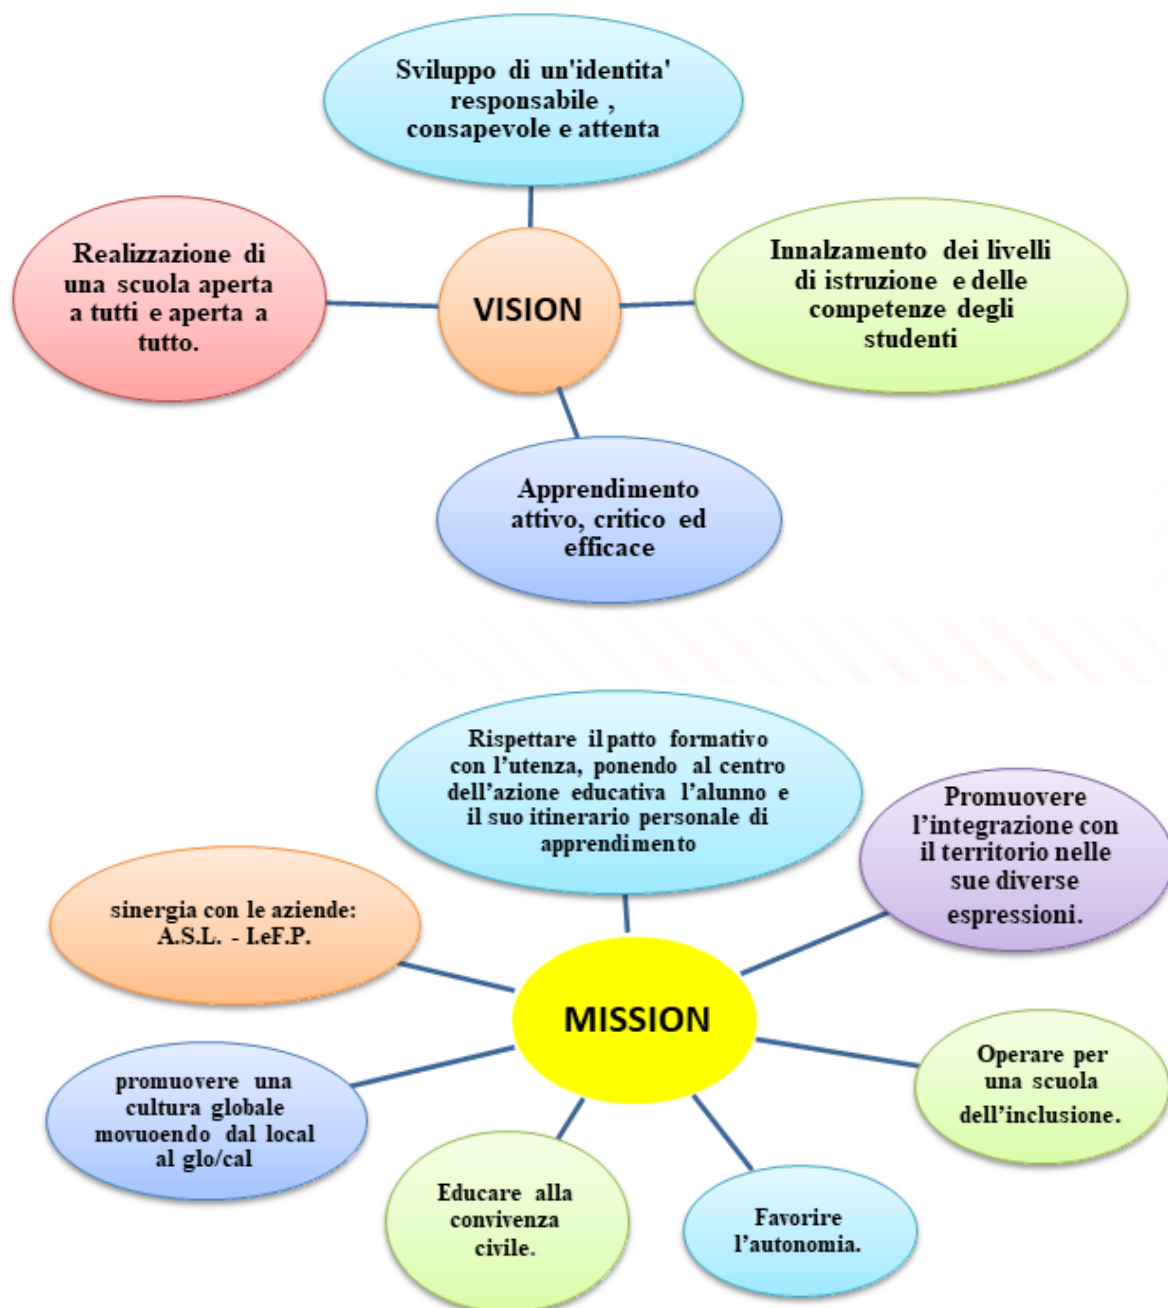 Sviluppo di un'identita'
responsabile ,
consapevole e attenta
Realizzazione di
una scuola aperta
a tutti e aperta a
tutto.
VISION
Innalzamento dei livelli
di istruzione e delle
competenze degli
studenti
Apprendimento
attivo, critico ed
efficace
Rispettare il patto formativo
con l’utenza, ponendo al centro
dell’azione educativa l’alunno e
il suo itinerario personale di
apprendimento
Promuovere
l’integrazione con
il territorio nelle
sue diverse
espressioni.
sinergia con le aziende:
A.S.L. - I.eF.P.
MISSION
Operare per
una scuola
dell’inclusione.
promuovere una
cultura globale
movuoendo dal local
al glo/cal
Educare alla
convivenza
civile.
Favorire
l’autonomia.